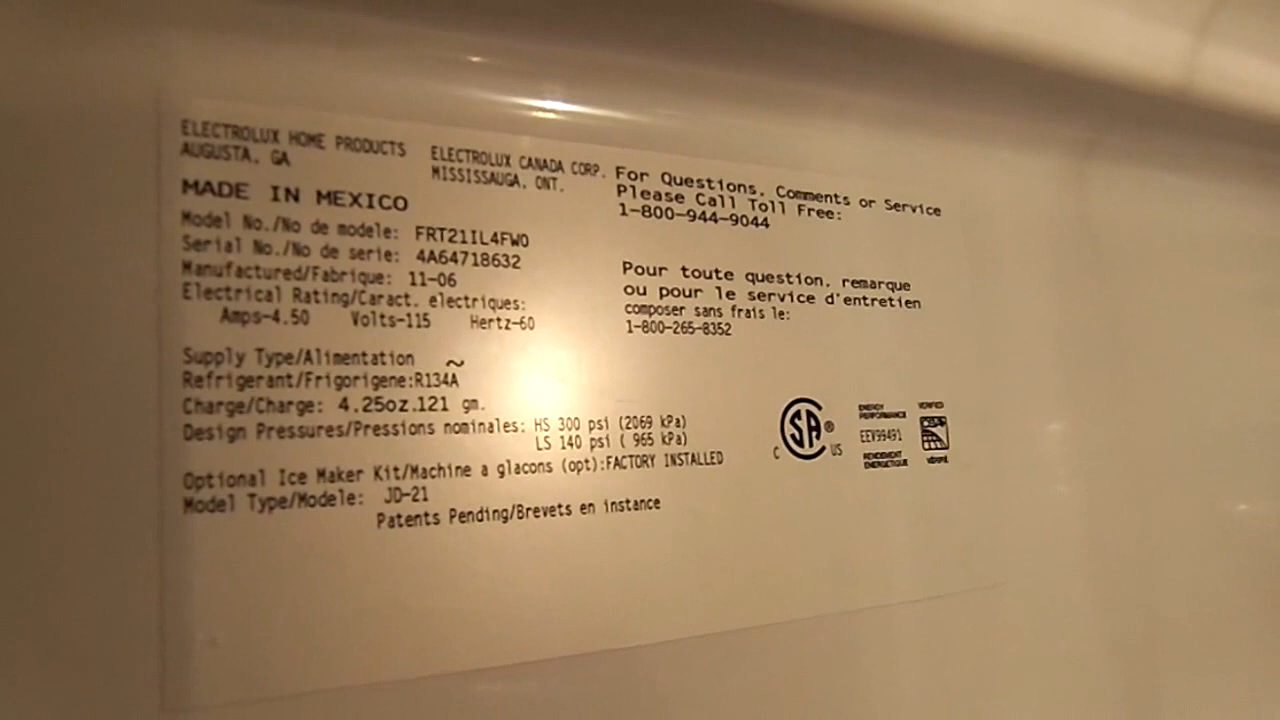 ELECTROLUX HOME PRODUCTS
AUGUSTA, GA
ELECTROLUX CANADA CORP.
MISSISSAUGA, ONT.
MADE IN MEXICO
Model No./No de modele: FRT21IL4FW0
Serial No./No de serie: 4A64718632
Manufactured/Fabrique: 11-06
Electrical Rating/Caract. electriques:
Amps-4.50 Volts-115 Hertz-60
Supply Type/Alimentation ~
Refrigerant/Frigorigene:R134A
Charge/Charge: 4.25oz.121 gm.
Design Pressures/Pressions nominales: HS 300 psi (2069 kPa)
LS 140 psi ( 965 kPa)
Optional Ice Maker Kit/Machine a glacons (opt):FACTORY INSTALLED
Model Type/Modele: JD-21
Patents Pending/Brevets en instance
For Questions, Comments or Service
Please Call Toll Free:
1-800-944-9044
Pour toute question, remarque
ou pour le service d'entretien
composer sans frais le:
1-800-265-8352
C SA ® US
ENERGY
PERFORMANCE
EEV99491
RENDEMENT
ENERGETIQUE
VERIFIED